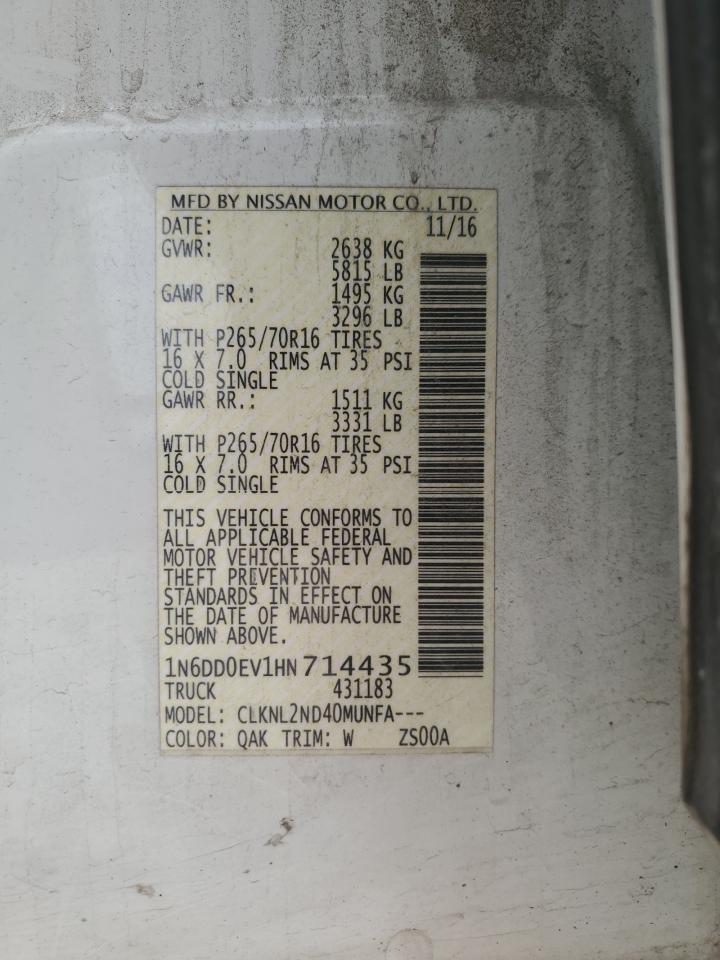 MFD BY NISSAN MOTOR CO., LTD.
DATE: 11/16
GVWR: 2638 KG
5815 LB
GAWR FR.: 1495 KG
3296 LB
WITH P265/70R16 TIRES
16 X 7.0 RIMS AT 35 PSI
COLD SINGLE
GAWR RR.: 1511 KG
3331 LB
WITH P265/70R16 TIRES
16 X 7.0 RIMS AT 35 PSI
COLD SINGLE
THIS VEHICLE CONFORMS TO
ALL APPLICABLE FEDERAL
MOTOR VEHICLE SAFETY AND
THEFT PREVENTION
STANDARDS IN EFFECT ON
THE DATE OF MANUFACTURE
SHOWN ABOVE.
1N6DD0EV1HN714435
TRUCK 431183
MODEL: CLKNL2ND40MUNFA---
COLOR: QAK TRIM: W ZS00A